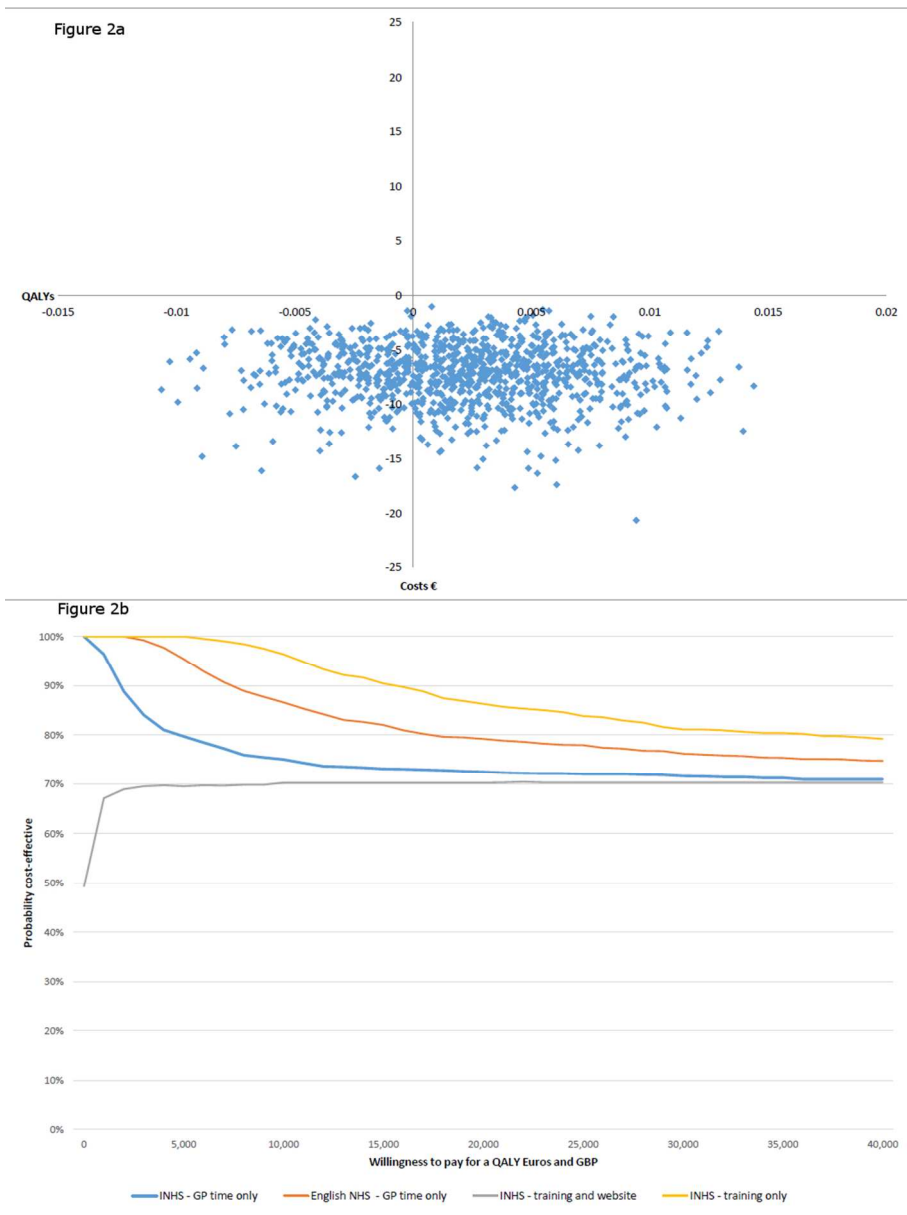 Figure 2a
25
20
15
10
5
QALYs
0
-0.015 -0.01 -0.005 0 0.005 0.01 0.015 0.02
-5
-10
-15
-20
-25
Costs €
Figure 2b
100%
90%
80%
70%
60%
50%
40%
30%
20%
10%
0%
Probability cost-effective
0 5,000 10,000 15,000 20,000 25,000 30,000 35,000 40,000
Willingness to pay for a QALY Euros and GBP
INHS - GP time only English NHS - GP time only INHS - training and website INHS - training only